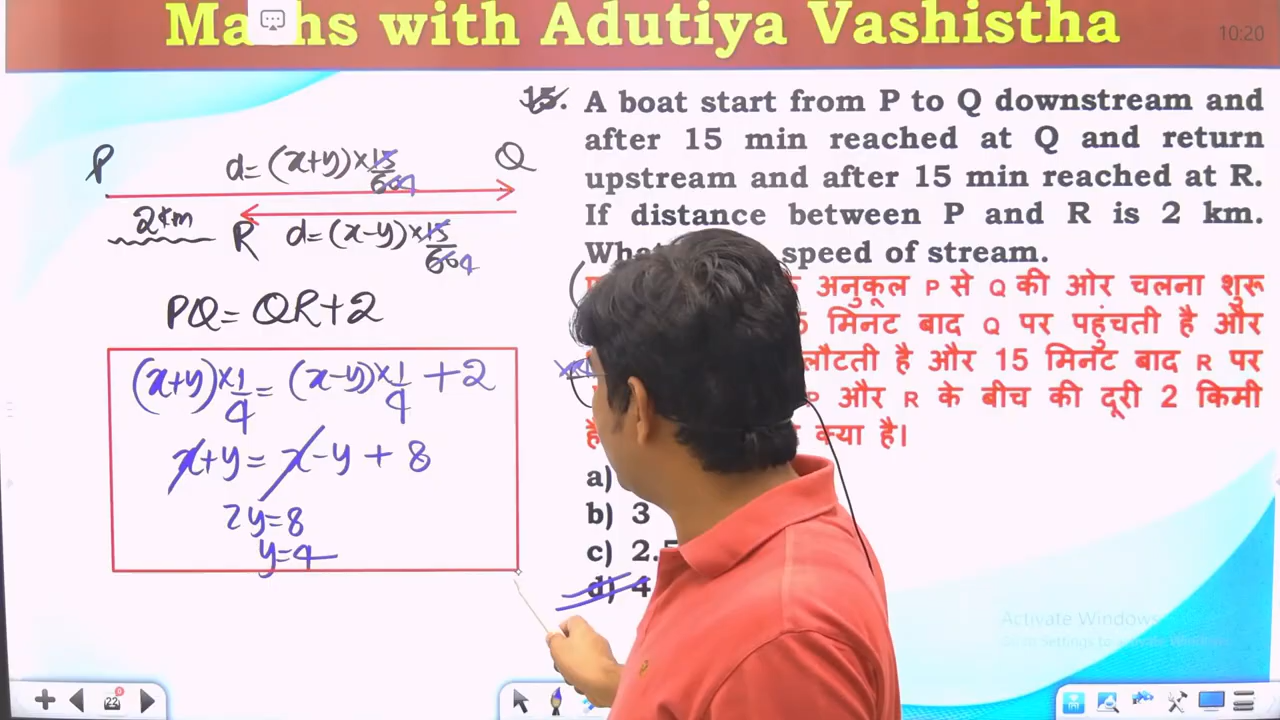 Maths with Adutiya Vashistha
10:20
15. A boat start from P to Q downstream and
after 15 min reached at Q and return
upstream and after 15 min reached at R.
If distance between P and R is 2 km.
speed of stream.
अनुकूल P से Q की ओर चलना शुरू
मिनट बाद Q पर पहुंचती है और
लौटती है और 15 मिनट बाद R पर
और R के बीच की दूरी 2 किमी
क्या है।
a)
b) 3
c)
d) 4
P
d=(x+y)×15/60 4
Q
2km
R
d=(x-y)×15/60 4
PQ= QR+2
(x+y)×1/4 = (x-y)×1/4 +2
x+y= x-y + 8
2y=8
y=4
Activate Windows
22